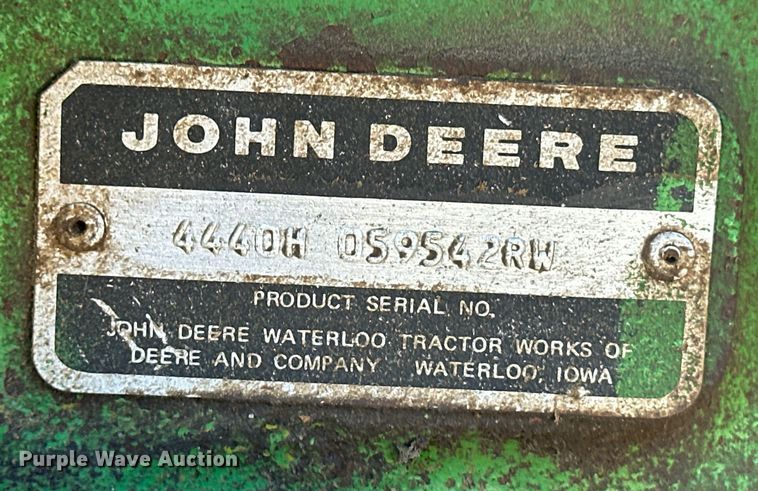 JOHN DEERE
4440H 059542RW
PRODUCT SERIAL NO.
JOHN DEERE WATERLOO TRACTOR WORKS OF
DEERE AND COMPANY WATERLOO, IOWA
Purple Wave Auction